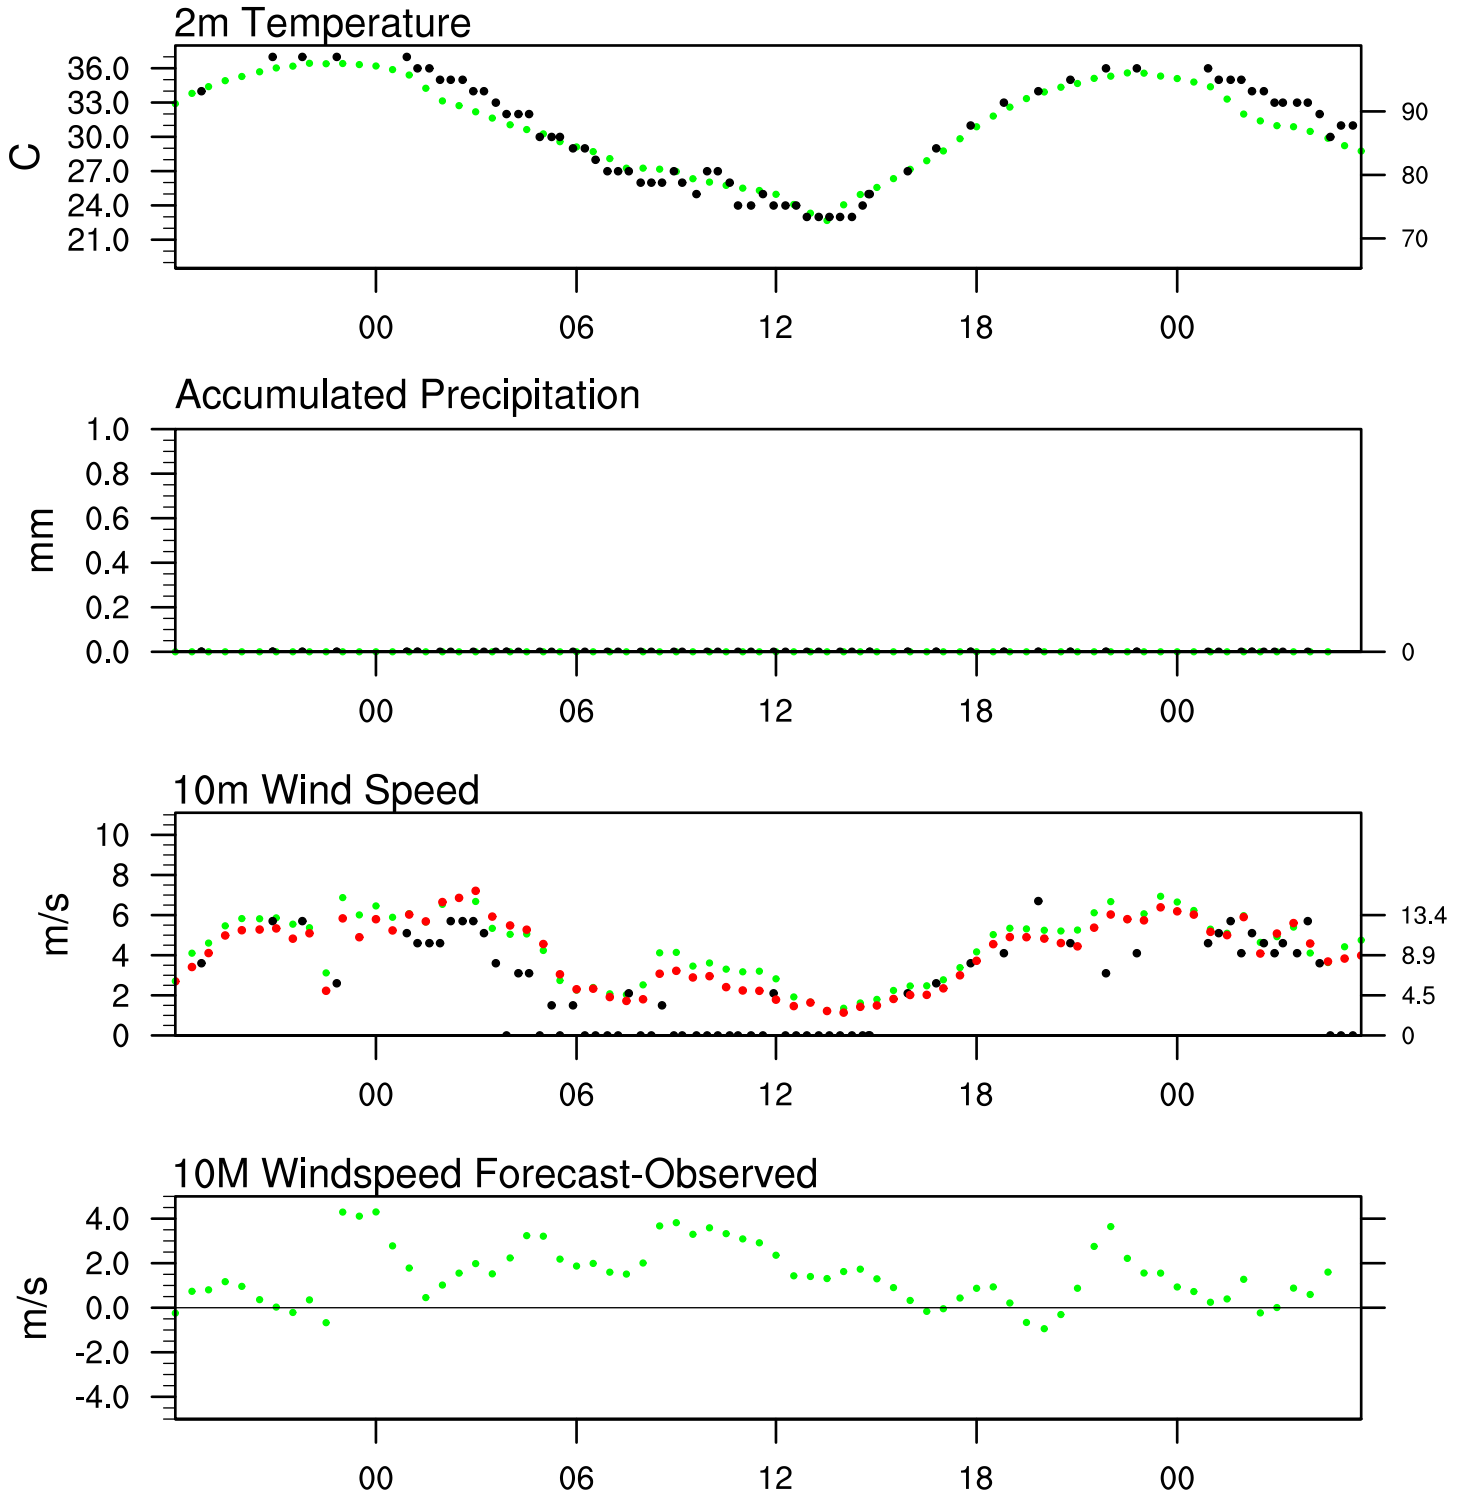 2m Temperature
36.0
33.0
30.0
27.0
24.0
21.0
C
90
80
70
00 06 12 18 00
Accumulated Precipitation
1.0
0.8
0.6
0.4
0.2
0.0
mm
0
00 06 12 18 00
10m Wind Speed
10
8
6
4
2
0
m/s
13.4
8.9
4.5
0
00 06 12 18 00
10M Windspeed Forecast-Observed
4.0
2.0
0.0
-2.0
-4.0
m/s
00 06 12 18 00